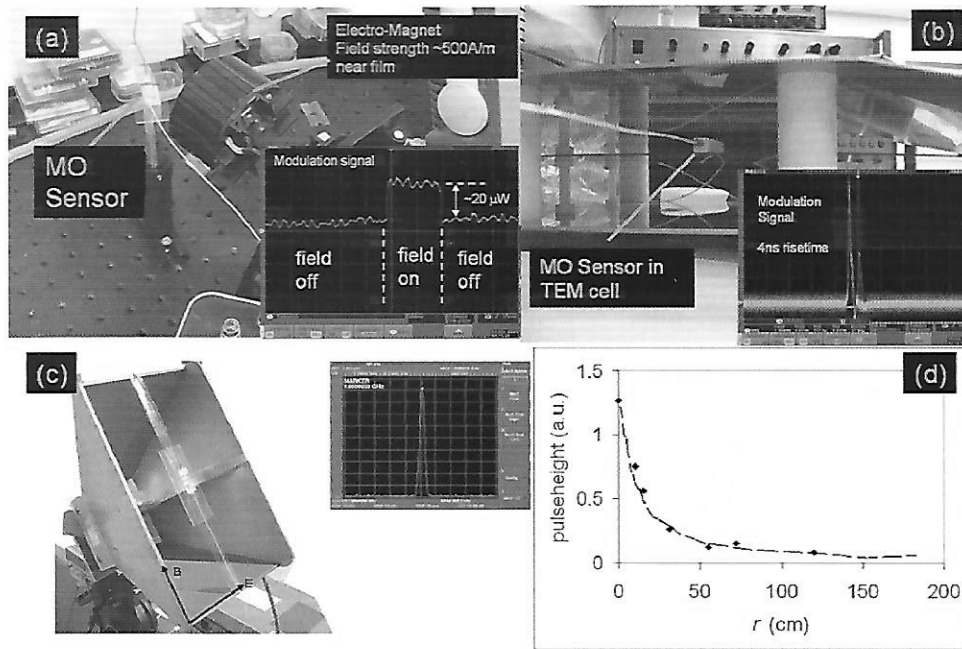 (a)
Electro-Magnet
Field strength ~500A/m
near film
MO
Sensor
Modulation signal
~20 µW
field
off
field
on
field
off
(b)
Modulation
Signal
4ns risetime
MO Sensor in
TEM cell
(c)
B
E
MARKER
(d)
pulseheight (a.u.)
1.5
1
0.5
0
0
50
100
150
200
r (cm)